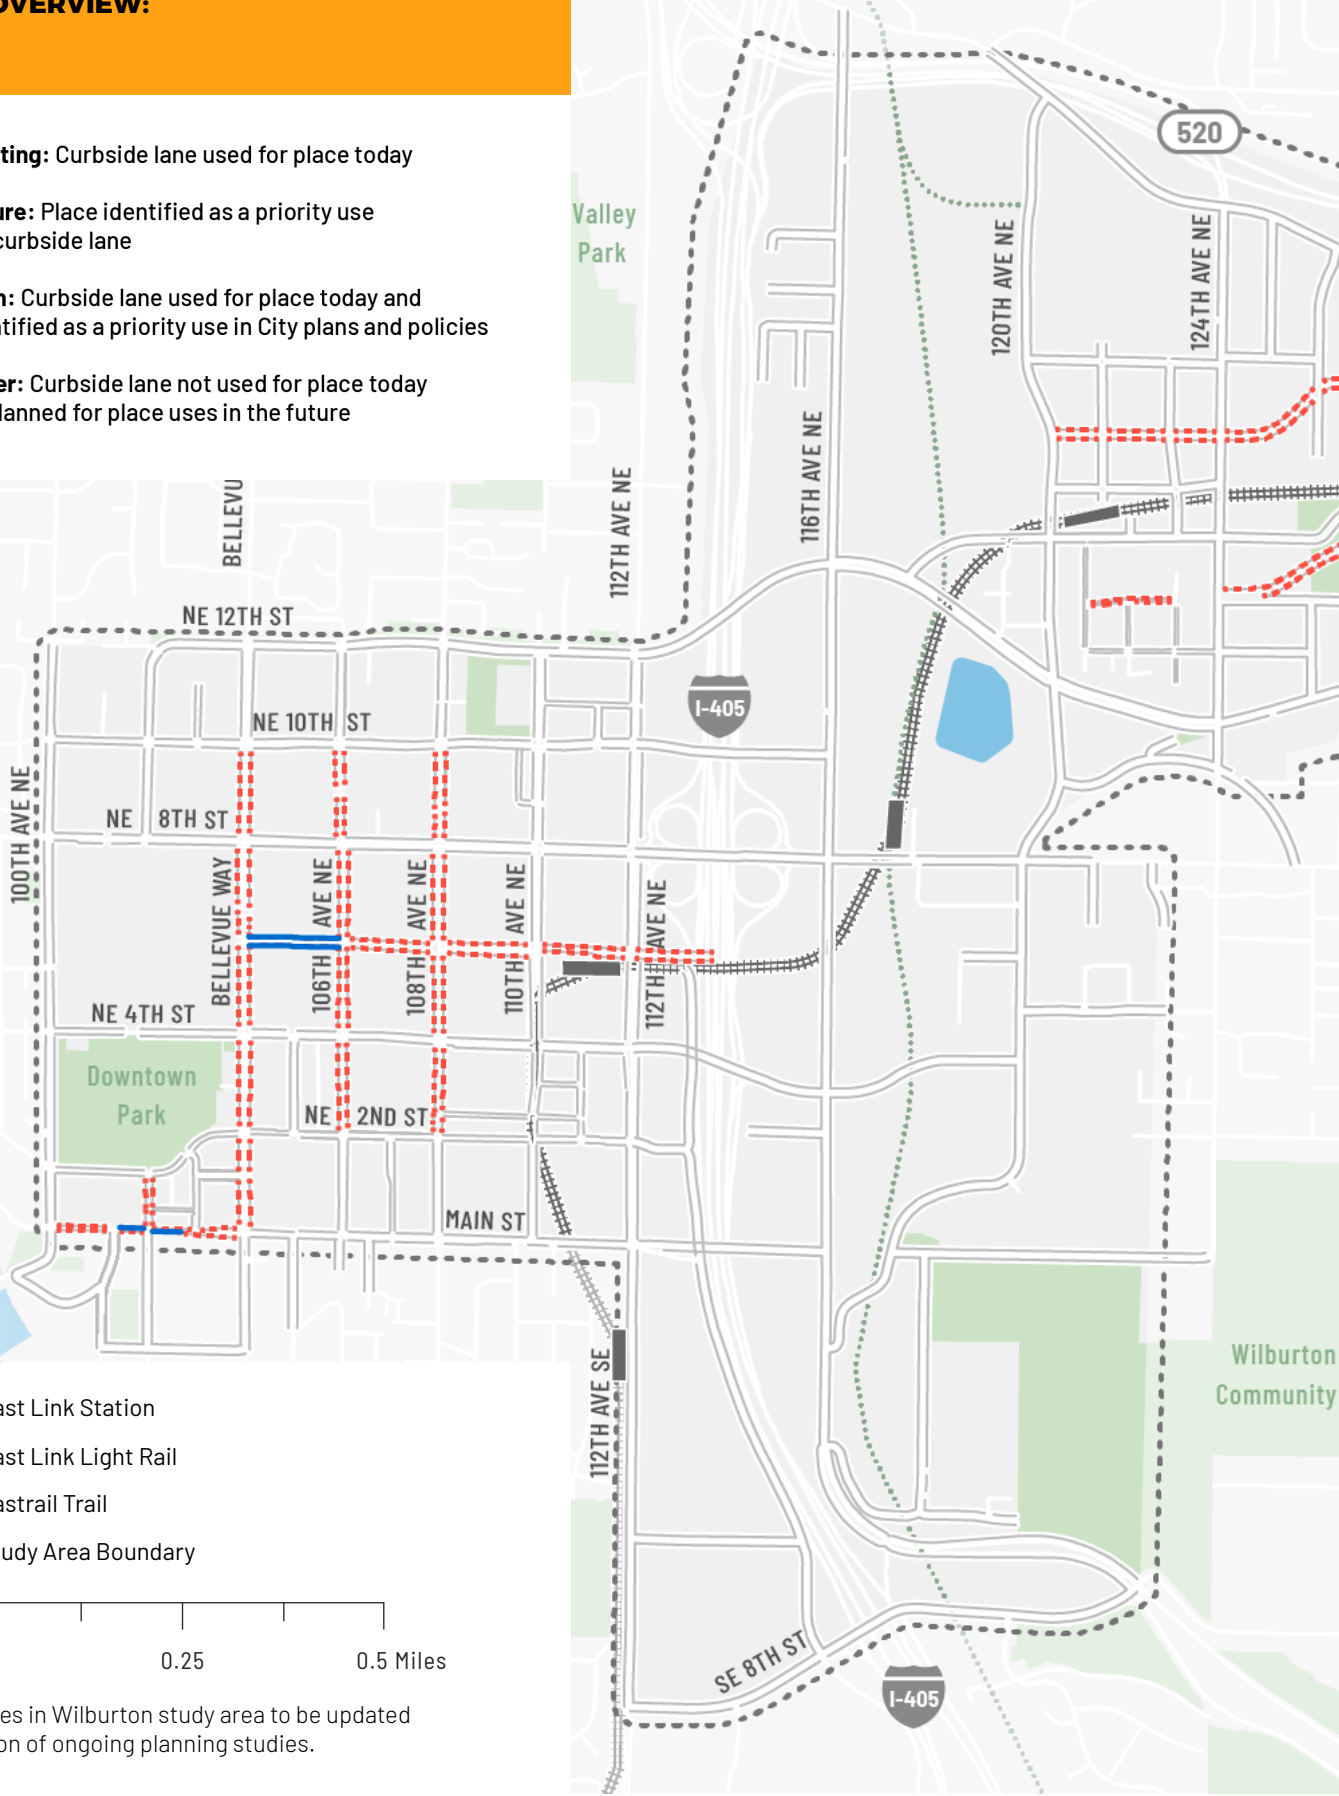 OVERVIEW:
ting: Curbside lane used for place today
ure: Place identified as a priority use
curbside lane
n: Curbside lane used for place today and
ntified as a priority use in City plans and policies
er: Curbside lane not used for place today
lanned for place uses in the future
520
Valley
Park
120TH AVE NE
124TH AVE NE
116TH AVE NE
112TH AVE NE
BELLEVU
NE 12TH ST
I-405
NE 10TH ST
100TH AVE NE
NE 8TH ST
BELLEVUE WAY
106TH AVE NE
108TH AVE NE
110TH AVE NE
112TH AVE NE
NE 4TH ST
Downtown
Park
NE 2ND ST
MAIN ST
112TH AVE SE
Wilburton
Community
ast Link Station
ast Link Light Rail
astrail Trail
udy Area Boundary
0.25
0.5 Miles
SE 8TH ST
I-405
es in Wilburton study area to be updated
on of ongoing planning studies.